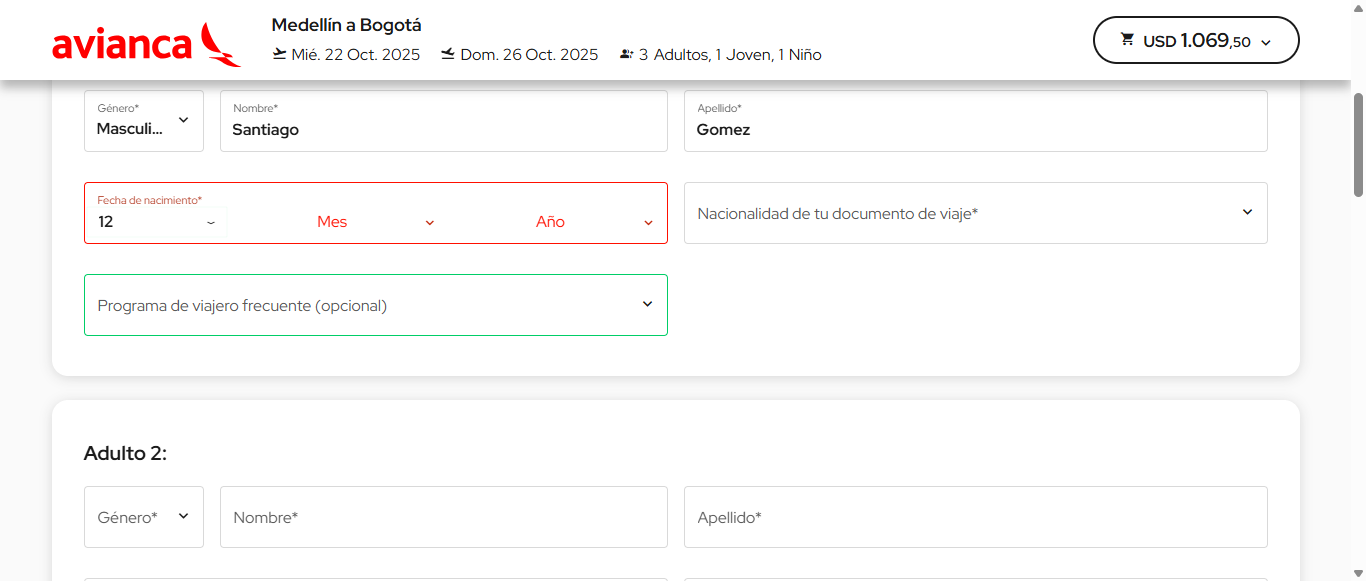 avianca
Medellín a Bogotá
Mié. 22 Oct. 2025 Dom. 26 Oct. 2025 3 Adultos, 1 Joven, 1 Niño
USD 1.069,50
Género* Nombre* Apellido*
Masculi... Santiago Gomez
Fecha de nacimiento*
12 Mes Año Nacionalidad de tu documento de viaje*
Programa de viajero frecuente (opcional)
Adulto 2:
Género* Nombre* Apellido*